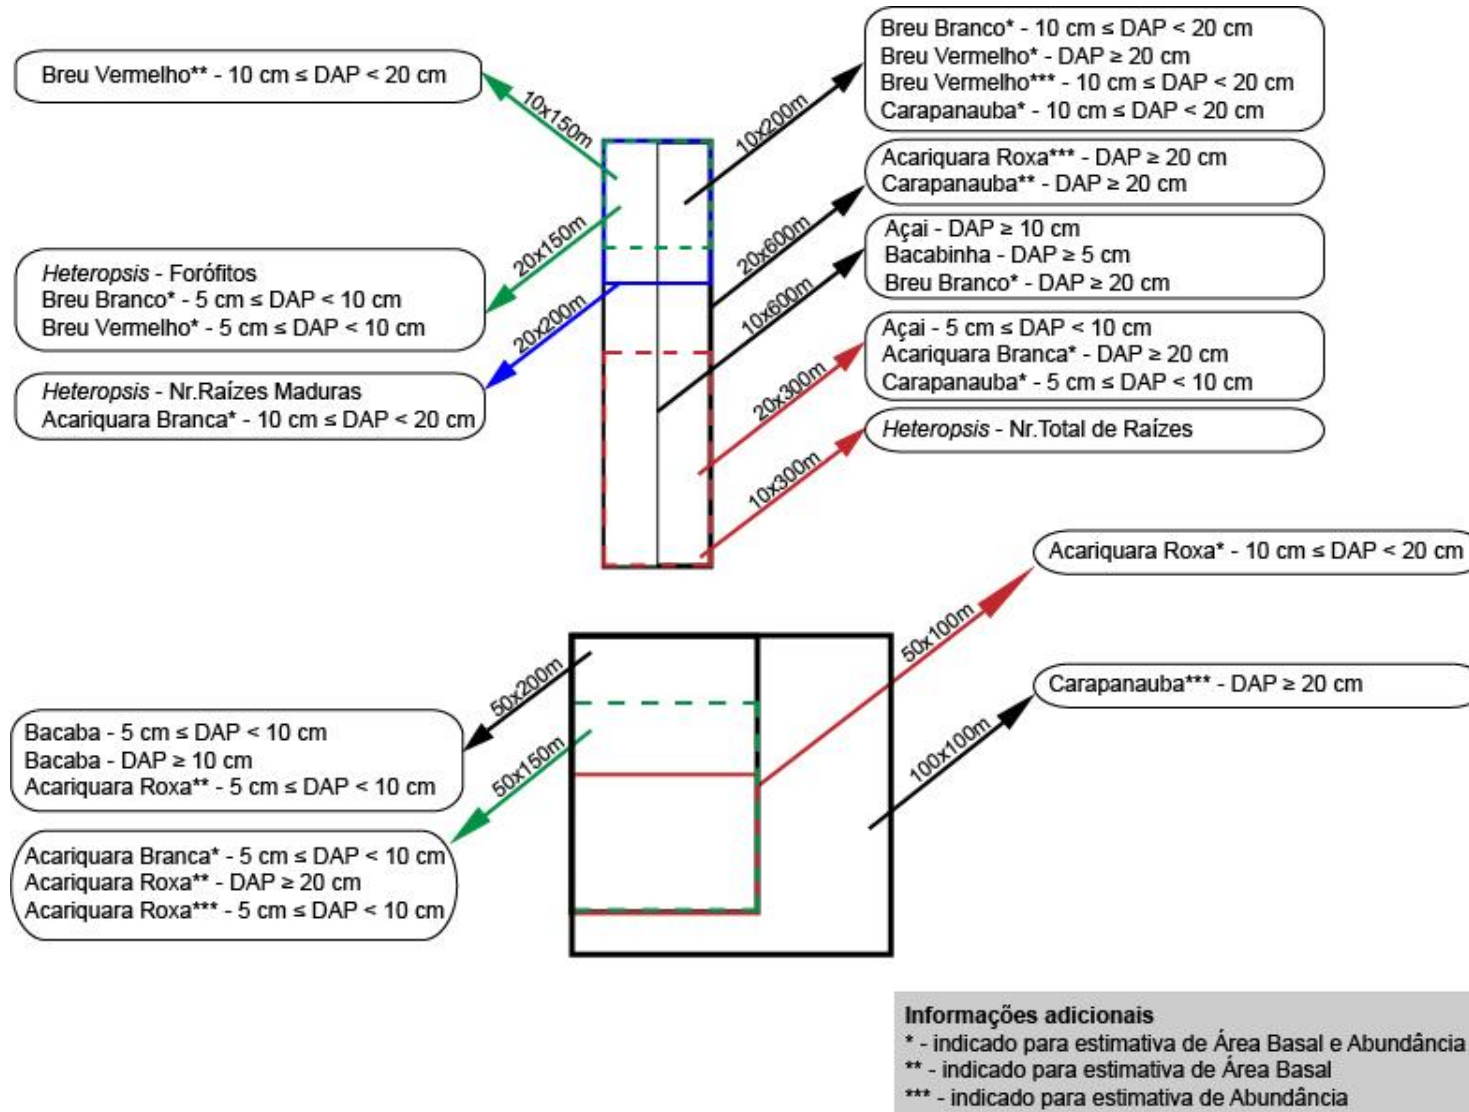 Breu Vermelho** - 10 cm ≤ DAP < 20 cm
10x150m
Breu Branco* - 10 cm ≤ DAP < 20 cm
Breu Vermelho* - DAP ≥ 20 cm
Breu Vermelho*** - 10 cm ≤ DAP < 20 cm
Carapanauba* - 10 cm ≤ DAP < 20 cm
10x200m
Acariquara Roxa*** - DAP ≥ 20 cm
Carapanauba** - DAP ≥ 20 cm
20x600m
Heteropsis - Forófitos
Breu Branco* - 5 cm ≤ DAP < 10 cm
Breu Vermelho* - 5 cm ≤ DAP < 10 cm
20x150m
Açai - DAP ≥ 10 cm
Bacabinha - DAP ≥ 5 cm
Breu Branco* - DAP ≥ 20 cm
10x600m
Heteropsis - Nr.Raízes Maduras
Acariquara Branca* - 10 cm ≤ DAP < 20 cm
20x200m
Açai - 5 cm ≤ DAP < 10 cm
Acariquara Branca* - DAP ≥ 20 cm
Carapanauba* - 5 cm ≤ DAP < 10 cm
20x300m
Heteropsis - Nr.Total de Raízes
10x300m
Acariquara Roxa* - 10 cm ≤ DAP < 20 cm
50x100m
Carapanauba*** - DAP ≥ 20 cm
100x100m
Bacaba - 5 cm ≤ DAP < 10 cm
Bacaba - DAP ≥ 10 cm
Acariquara Roxa** - 5 cm ≤ DAP < 10 cm
50x200m
Acariquara Branca* - 5 cm ≤ DAP < 10 cm
Acariquara Roxa** - DAP ≥ 20 cm
Acariquara Roxa*** - 5 cm ≤ DAP < 10 cm
50x150m
Informações adicionais
* - indicado para estimativa de Área Basal e Abundância
** - indicado para estimativa de Área Basal
*** - indicado para estimativa de Abundância